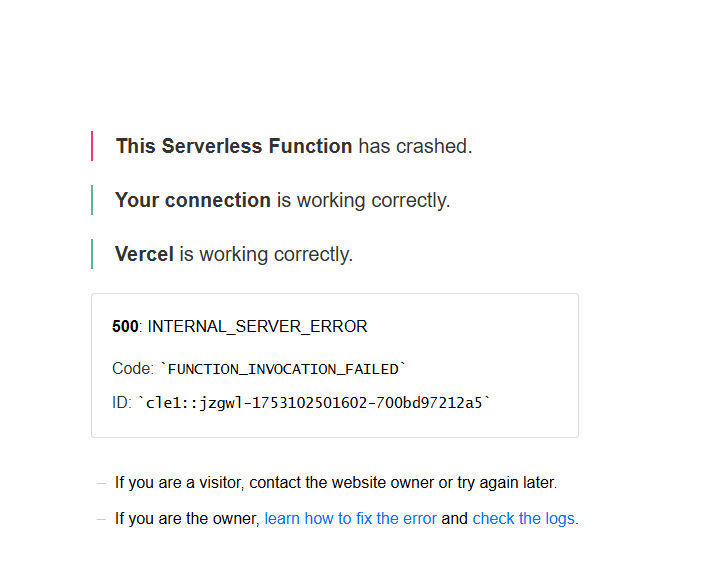 This Serverless Function has crashed.
Your connection is working correctly.
Vercel is working correctly.
500: INTERNAL_SERVER_ERROR
Code: `FUNCTION_INVOCATION_FAILED`
ID: `cle1::jzgwl-1753102501602-700bd97212a5`
– If you are a visitor, contact the website owner or try again later.
– If you are the owner, learn how to fix the error and check the logs.